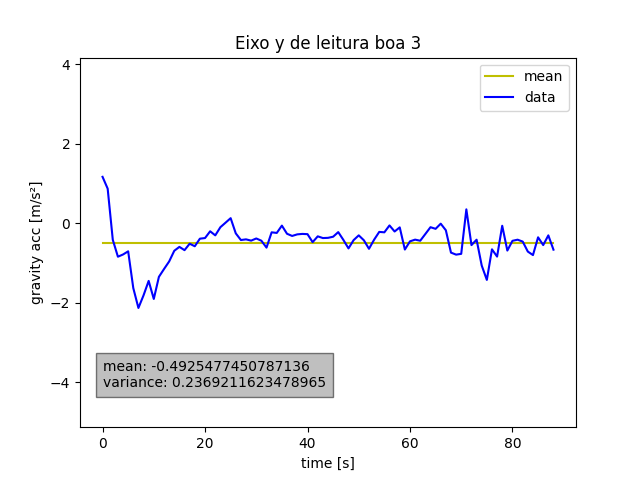 Eixo y de leitura boa 3
mean
data
gravity acc [m/s²]
4
2
0
−2
−4
mean: -0.4925477450787136
variance: 0.2369211623478965
0 20 40 60 80
time [s]